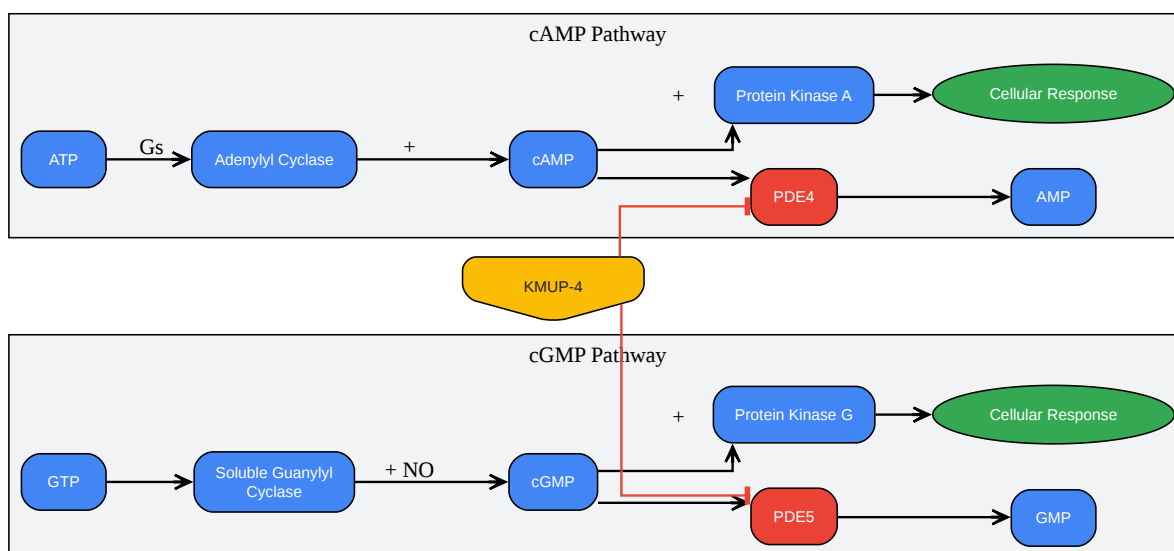 cAMP Pathway
+
Protein Kinase A
Cellular Response
ATP
Gs
Adenylyl Cyclase
+
cAMP
PDE4
AMP
KMUP-4
cGMP Pathway
+
Protein Kinase G
Cellular Response
GTP
Soluble Guanylyl
Cyclase
+ NO
cGMP
PDE5
GMP